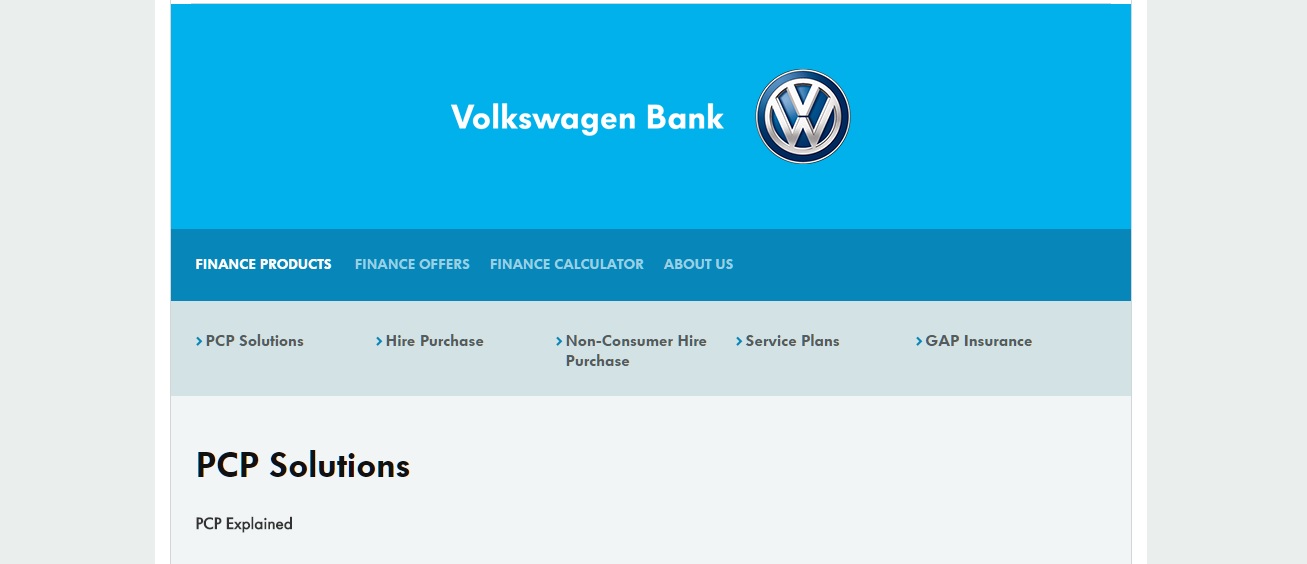 Volkswagen Bank
FINANCE PRODUCTS FINANCE OFFERS FINANCE CALCULATOR ABOUT US
PCP Solutions Hire Purchase Non-Consumer Hire Purchase Service Plans GAP Insurance
PCP Solutions
PCP Explained